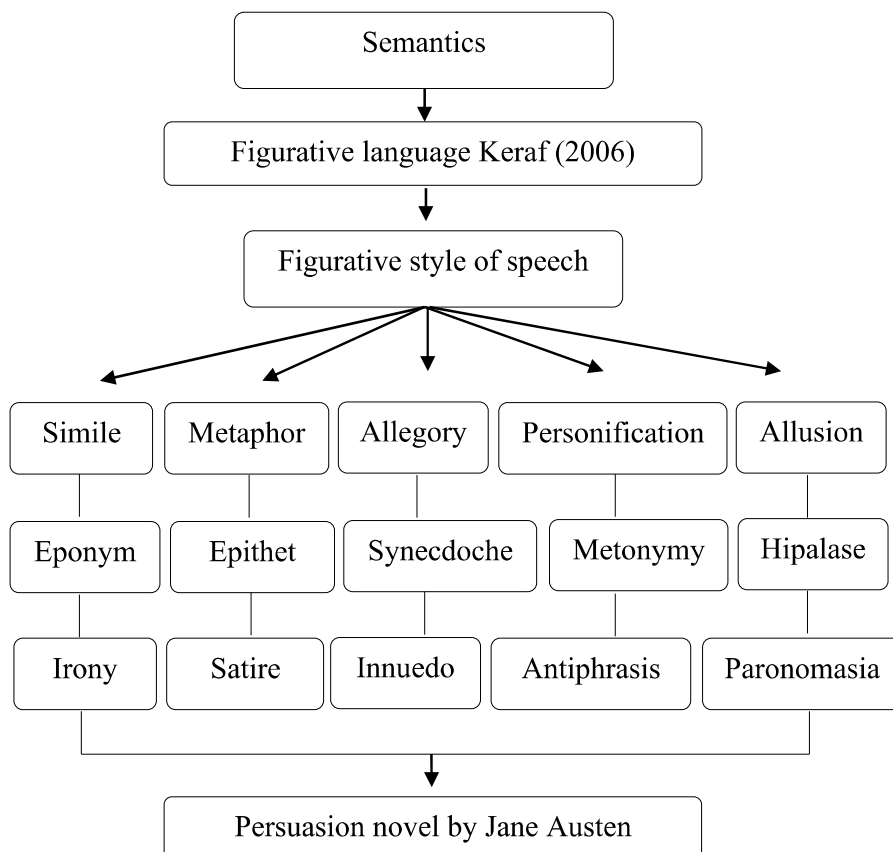 Semantics
Figurative language Keraf (2006)
Figurative style of speech
Simile
Metaphor
Allegory
Personification
Allusion
Eponym
Epithet
Synecdoche
Metonymy
Hipalase
Irony
Satire
Innuedo
Antiphrasis
Paronomasia
Persuasion novel by Jane Austen